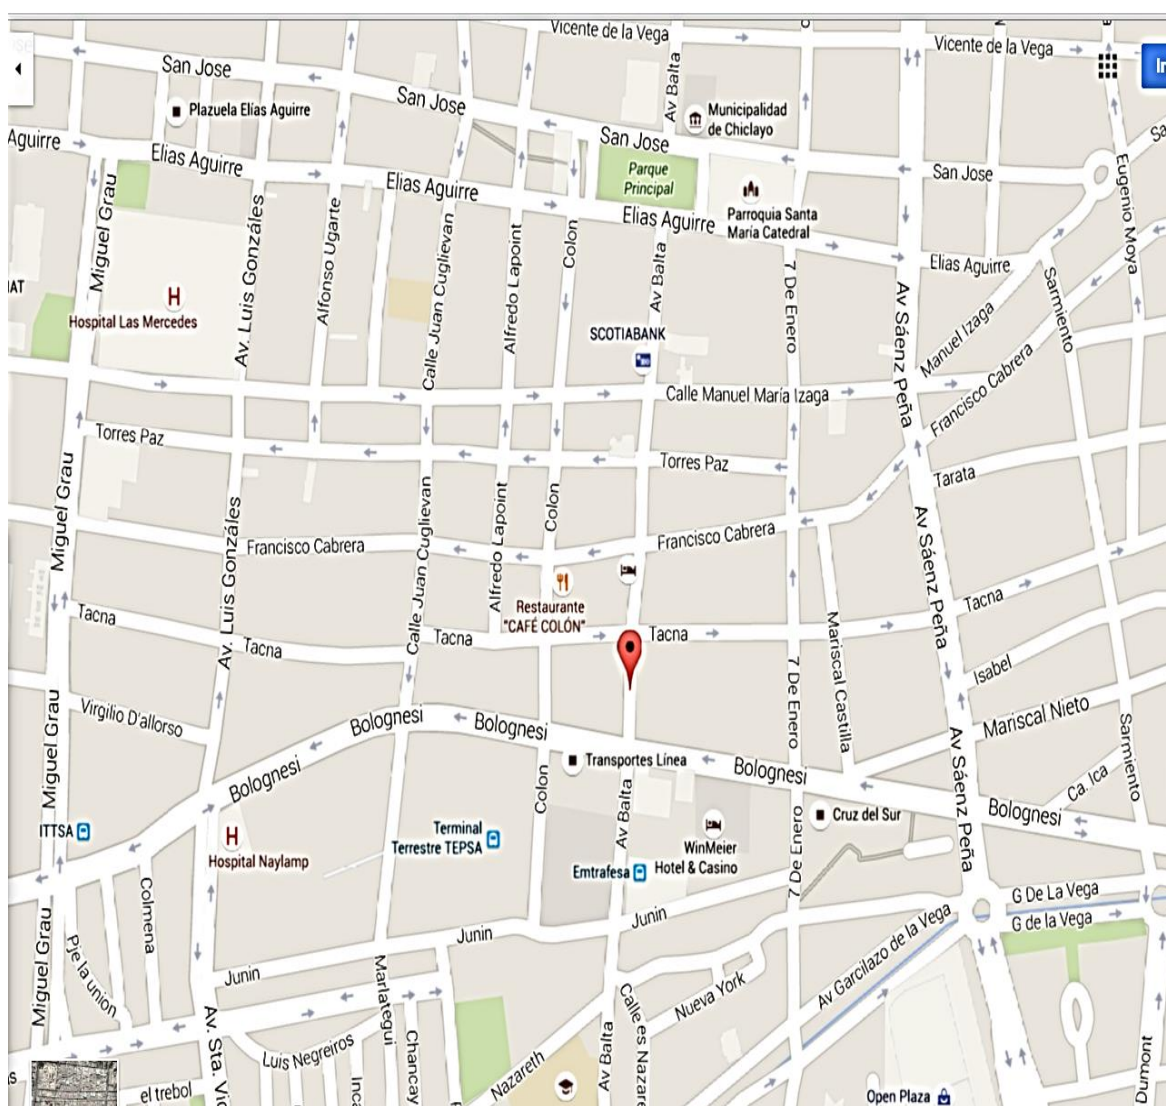 Vicente de la Vega
Vicente de la Vega
San Jose
San Jose
Av Balta
Plazuela Elías Aguirre
Municipalidad
de Chiclayo
Aguirre
Elias Aguirre
San Jose
Parque
Principal
San Jose
Eugenio Moya
Miguel Grau
Elias Aguirre
Elias Aguirre
Parroquia Santa
María Catedral
Elias Aguirre
Av. Luis Gonzáles
Alfonso Ugarte
Calle Juan Cuglievan
Alfredo Lapoint
Colon
Av Balta
7 De Enero
Av Sáenz Peña
Sarmiento
Hospital Las Mercedes
SCOTIABANK
Manuel Izaga
Francisco Cabrera
Calle Manuel María Izaga
Torres Paz
Torres Paz
Tarata
Miguel Grau
Av. Luis Gonzáles
Calle Juan Cuglievan
Alfredo Lapoint
Colon
Francisco Cabrera
Francisco Cabrera
Av Sáenz Peña
Restaurante
"CAFÉ COLÓN"
Tacna
Tacna
Tacna
Tacna
Tacna
Mariscal Castilla
Isabel
7 De Enero
Virgilio D'allorso
Miguel Grau
Bolognesi
Bolognesi
Mariscal Nieto
Sarmiento
Av Sáenz Peña
Transportes Línea
Bolognesi
Bolognesi
Ca. Ica
Bolognesi
Colon
Av Balta
7 De Enero
ITTSA
Hospital Naylamp
Terminal
Terrestre TEPSA
Cruz del Sur
WinMeier
Hotel & Casino
Emtrafesa
Colmena
G De La Vega
G de la Vega
Junin
Junin
Junin
Miguel Grau
Pje la union
Av Garcilazo de la Vega
Mariategui
Nueva York
Calle es Nazare
Av. Sta. Vic
Luis Negreiros
Chancay
Nazareth
Av Balta
Inca
el trebol
Open Plaza
Dumont